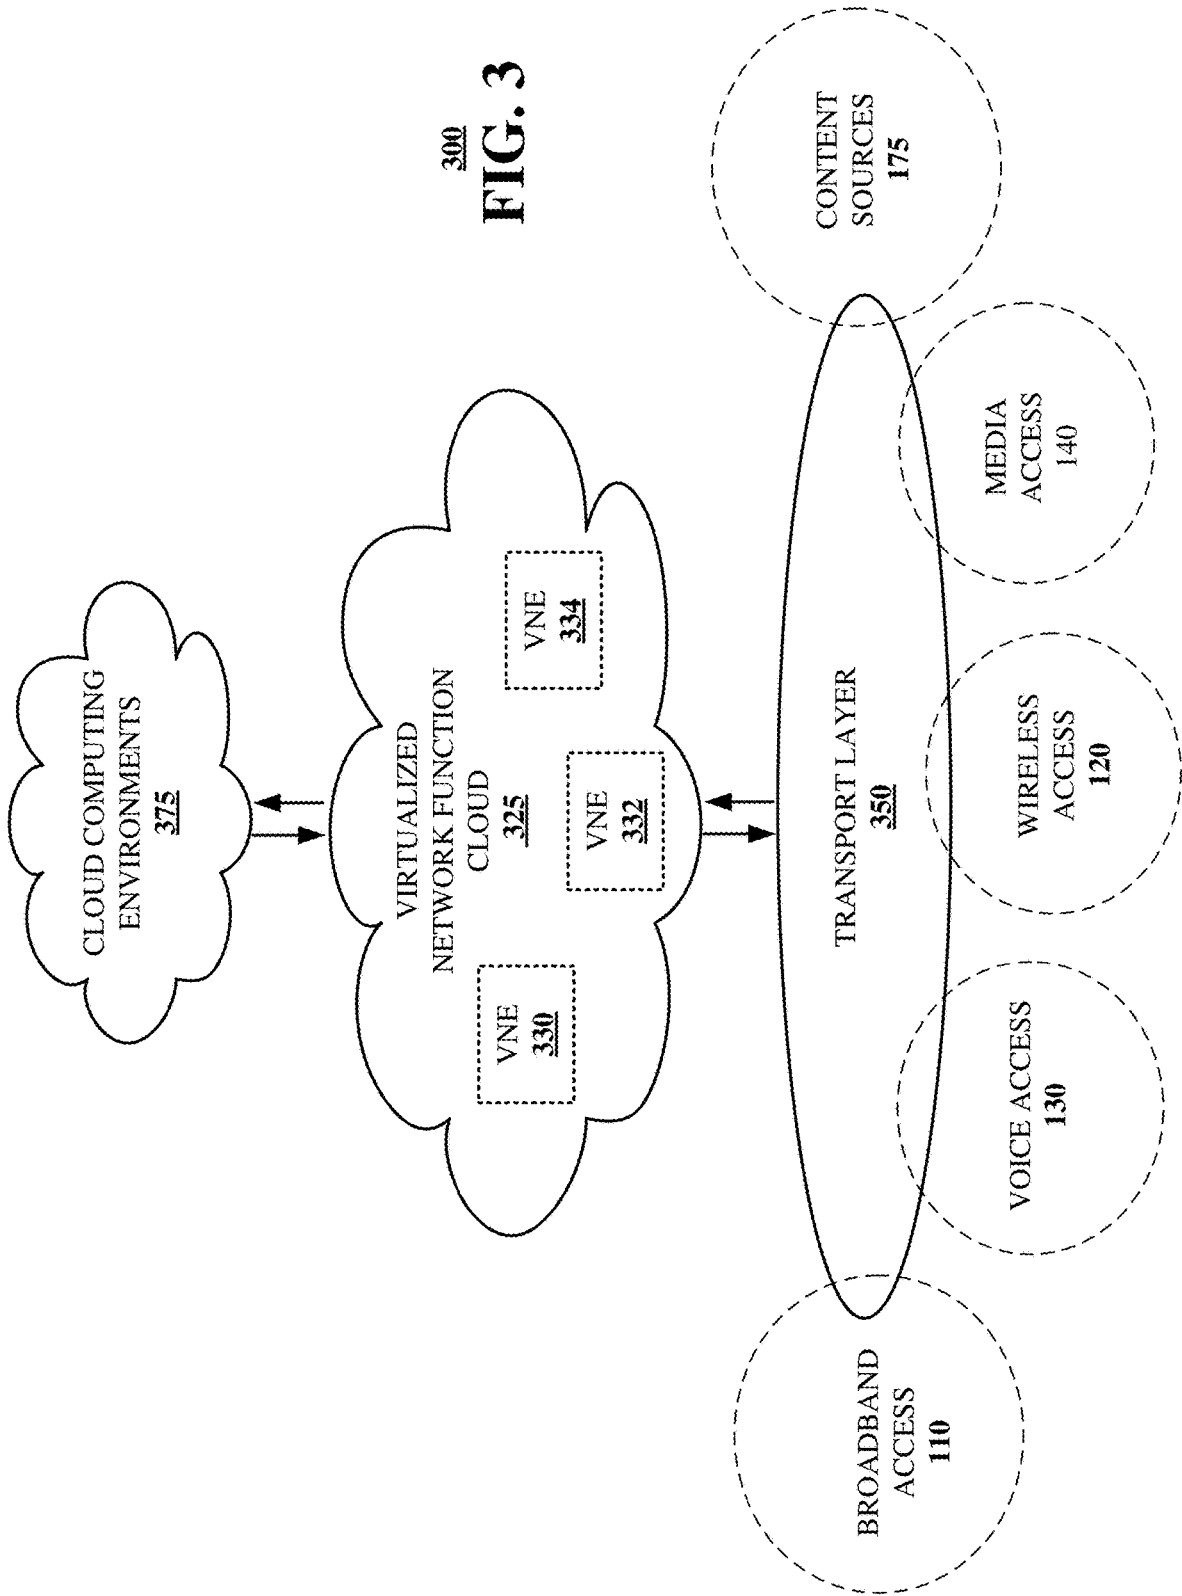 CLOUD COMPUTING
ENVIRONMENTS
375
VIRTUALIZED
NETWORK FUNCTION
CLOUD
325
VNE
330
VNE
332
VNE
334
300
FIG. 3
TRANSPORT LAYER
350
BROADBAND
ACCESS
110
VOICE ACCESS
130
WIRELESS
ACCESS
120
MEDIA
ACCESS
140
CONTENT
SOURCES
175